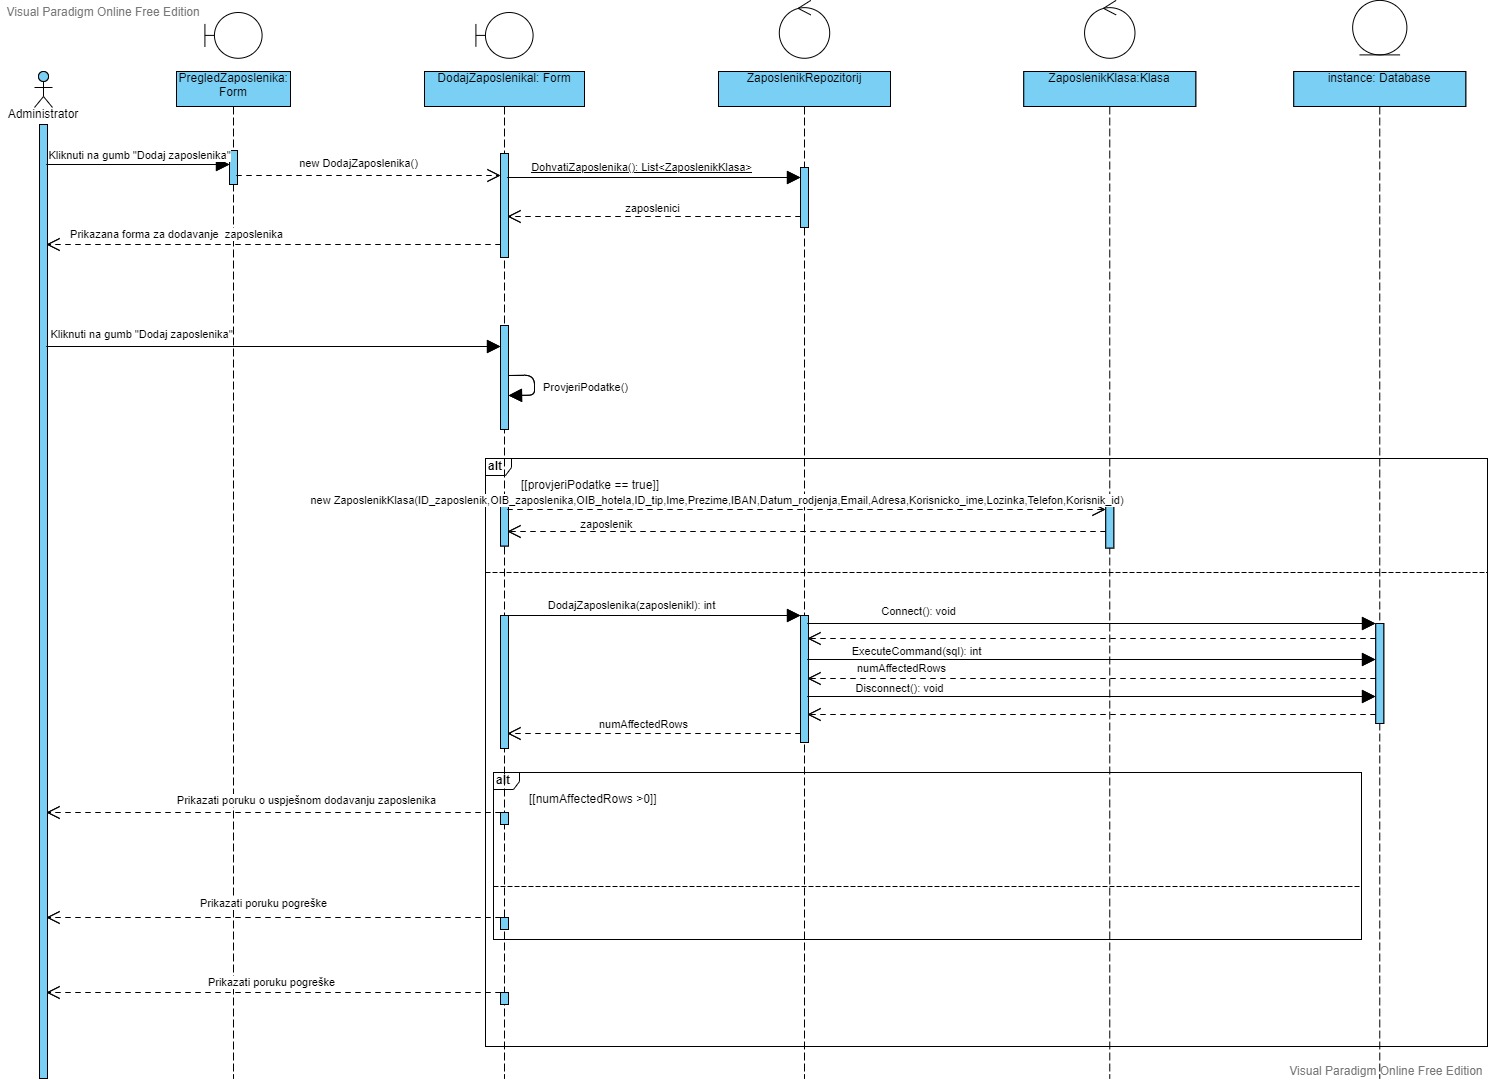 Visual Paradigm Online Free Edition
Administrator
PregledZaposlenika:
Form
DodajZaposlenikaI: Form
ZaposlenikRepozitorij
ZaposlenikKlasa:Klasa
instance: Database
Kliknuti na gumb "Dodaj zaposlenika"
new DodajZaposlenika()
DohvatiZaposlenika(): List<ZaposlenikKlasa>
zaposlenici
Prikazana forma za dodavanje  zaposlenika
Kliknuti na gumb "Dodaj zaposlenika"
ProvjeriPodatke()
alt
[[provjeriPodatke == true]]
new ZaposlenikKlasa(ID_zaposlenik,OIB_zaposlenika,OIB_hotela,ID_tip,Ime,Prezime,IBAN,Datum_rodjenja,Email,Adresa,Korisnicko_ime,Lozinka,Telefon,Korisnik_id)
zaposlenik
DodajZaposlenika(zaposlenikI): int
Connect(): void
ExecuteCommand(sql): int
numAffectedRows
Disconnect(): void
numAffectedRows
alt
[[numAffectedRows >0]]
Prikazati poruku o uspješnom dodavanju zaposlenika
Prikazati poruku pogreške
Prikazati poruku pogreške
Visual Paradigm Online Free Edition